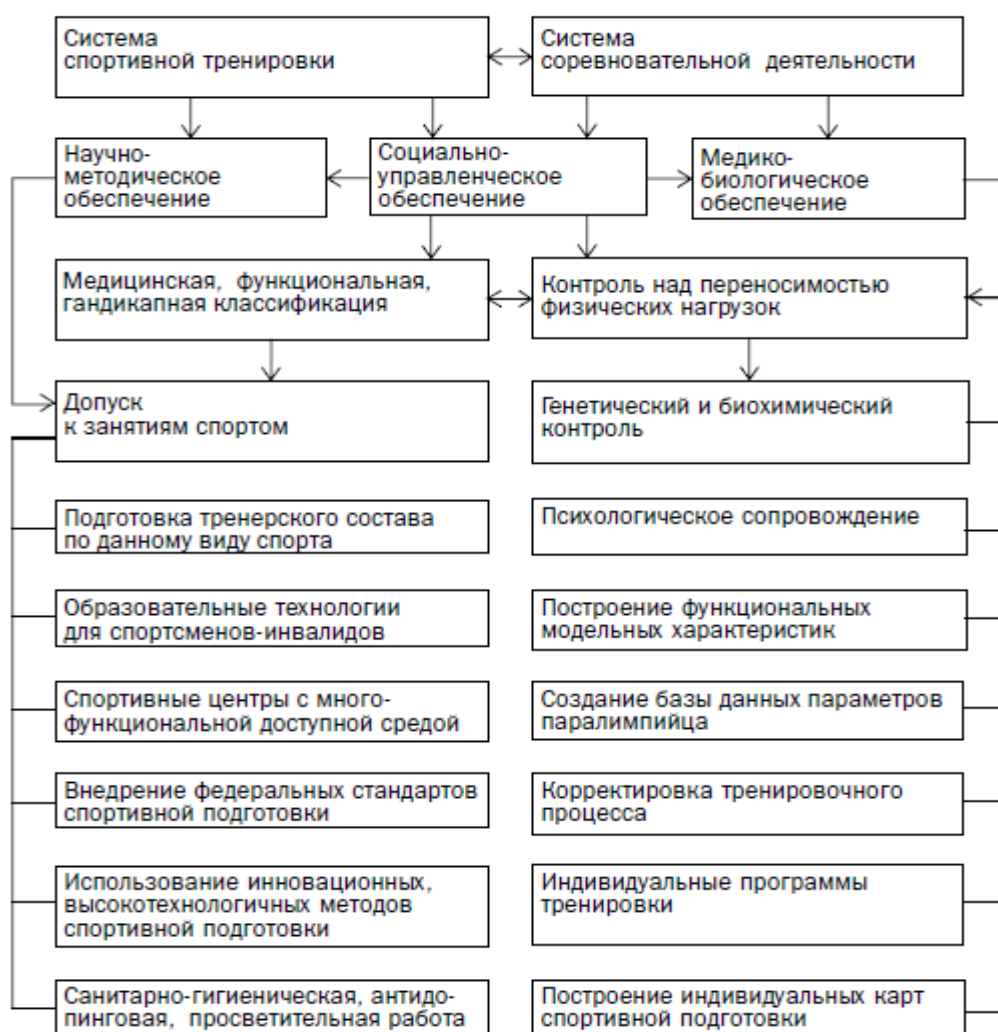 Система
спортивной тренировки
Система
соревновательной деятельности
Научно-
методическое
обеспечение
Социально-
управленческое
обеспечение
Медико-
биологическое
обеспечение
Медицинская, функциональная,
гандикапная классификация
Контроль над переносимостью
физических нагрузок
Допуск
к занятиям спортом
Генетический и биохимический
контроль
Подготовка тренерского состава
по данному виду спорта
Психологическое сопровождение
Образовательные технологии
для спортсменов-инвалидов
Построение функциональных
модельных характеристик
Спортивные центры с много-
функциональной доступной средой
Создание базы данных параметров
паралимпийца
Внедрение федеральных стандартов
спортивной подготовки
Корректировка тренировочного
процесса
Использование инновационных,
высокотехнологичных методов
спортивной подготовки
Индивидуальные программы
тренировки
Санитарно-гигиеническая, антидо-
пинговая, просветительная работа
Построение индивидуальных карт
спортивной подготовки